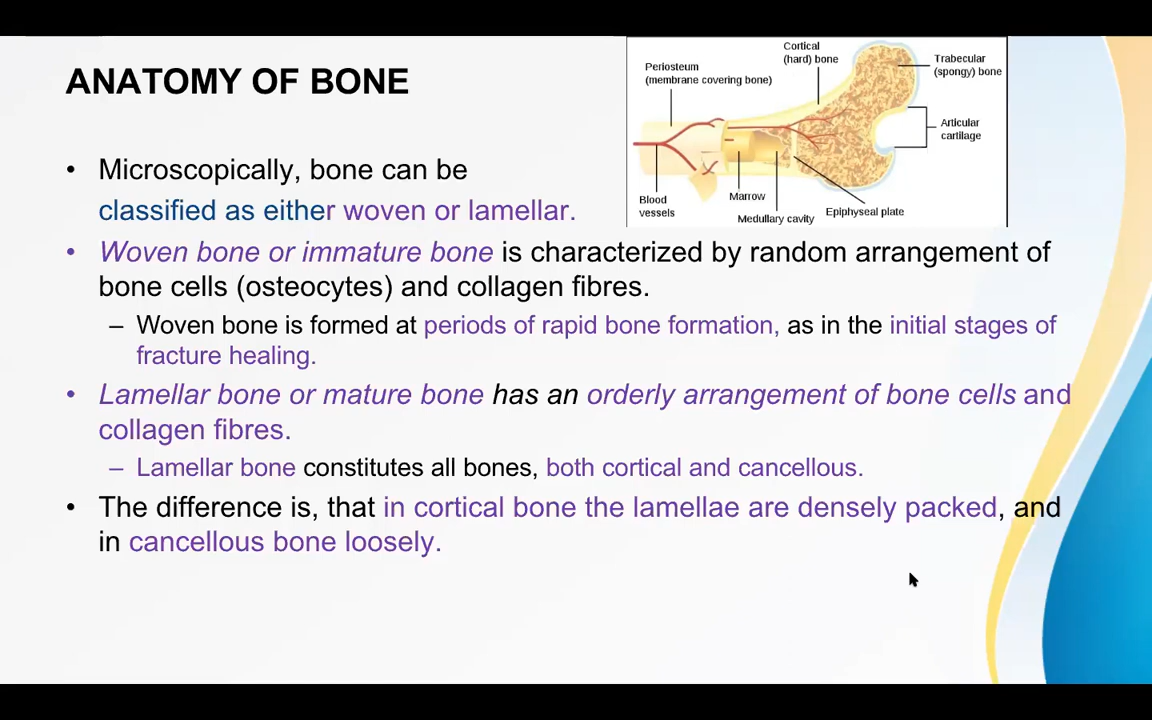 ANATOMY OF BONE
Periosteum
(membrane covering bone)
Cortical
(hard) bone
Trabecular
(spongy) bone
Articular
cartilage
Blood
vessels
Marrow
Medullary cavity
Epiphyseal plate
• Microscopically, bone can be
classified as either woven or lamellar.
• Woven bone or immature bone is characterized by random arrangement of
bone cells (osteocytes) and collagen fibres.
– Woven bone is formed at periods of rapid bone formation, as in the initial stages of
fracture healing.
• Lamellar bone or mature bone has an orderly arrangement of bone cells and
collagen fibres.
– Lamellar bone constitutes all bones, both cortical and cancellous.
• The difference is, that in cortical bone the lamellae are densely packed, and
in cancellous bone loosely.